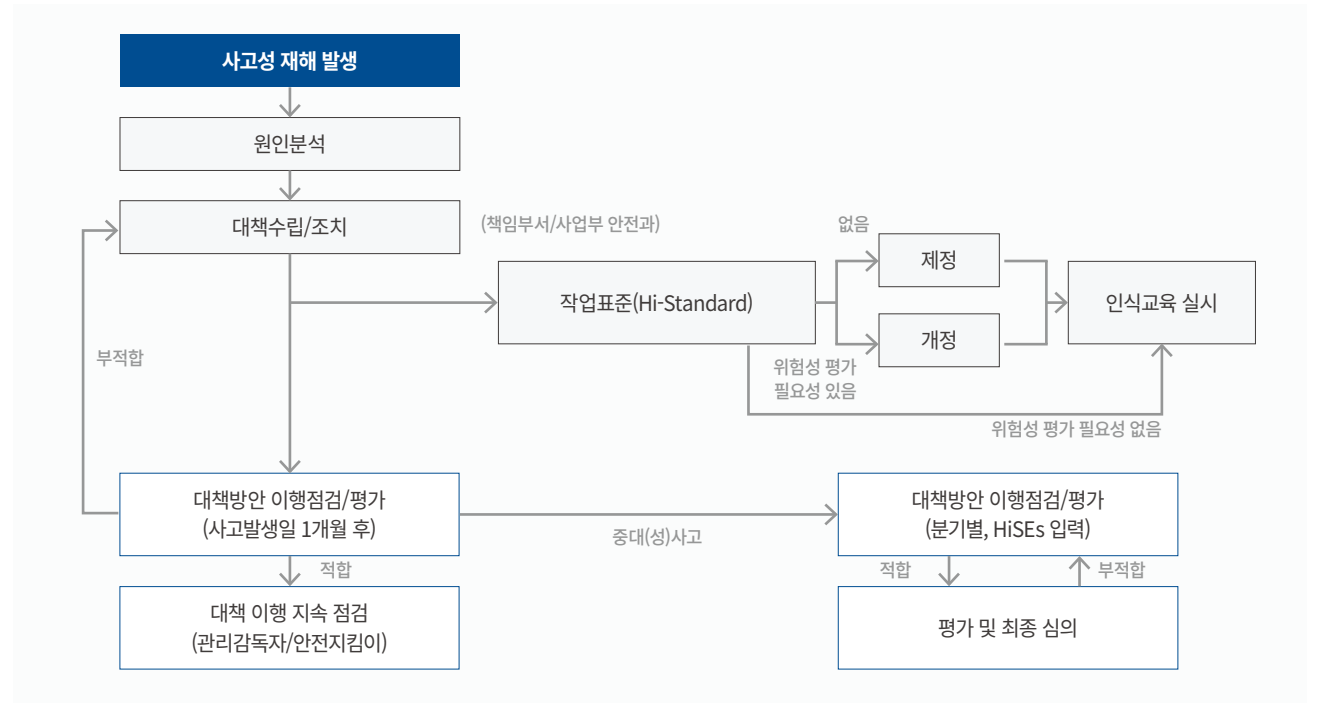 사고성 재해 발생
원인분석
대책수립/조치
(책임부서/사업부 안전과)
없음
제정
작업표준(Hi-Standard)
인식교육 실시
개정
부적합
위험성 평가
필요성 있음
위험성 평가 필요성 없음
대책방안 이행점검/평가
(사고발생일 1개월 후)
중대(성)사고
대책방안 이행점검/평가
(분기별, HiSEs 입력)
적합
적합
부적합
대책 이행 지속 점검
(관리감독자/안전지킴이)
평가 및 최종 심의